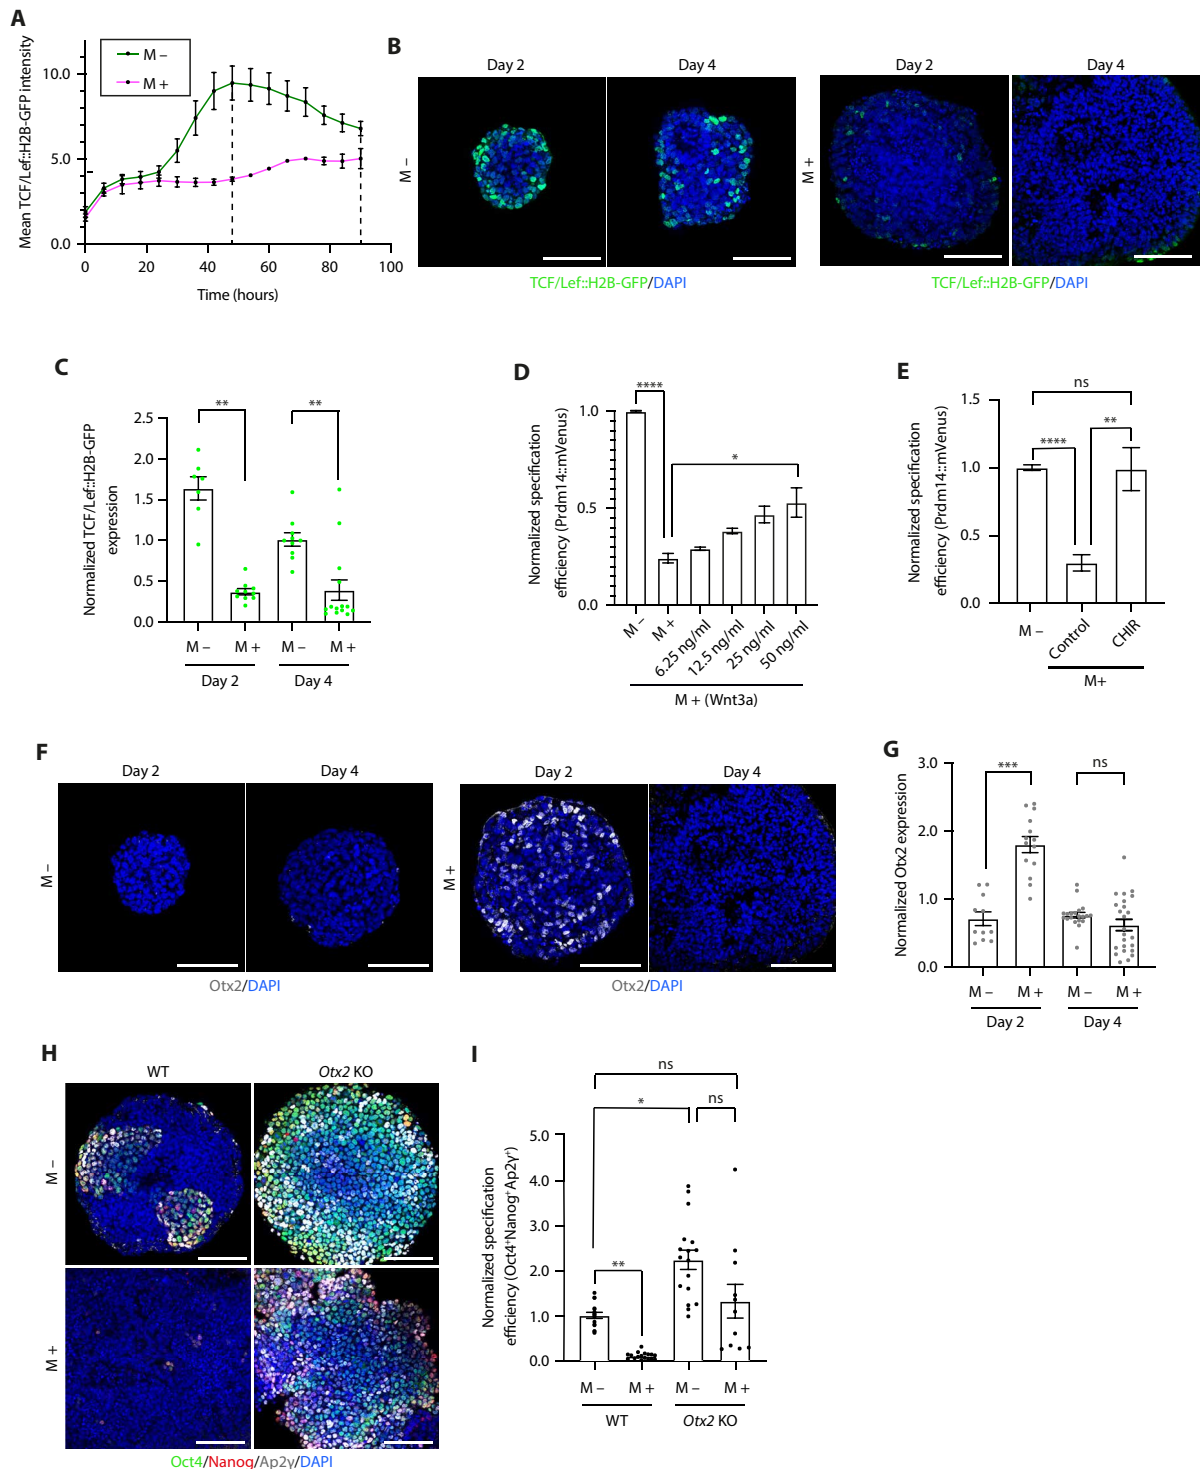 A
Mean TCF/Lef::H2B-GFP intensity
10.0
5.0
0.0
0 20 40 60 80 100
Time (hours)
M –
M +
B
Day 2 Day 4 Day 2 Day 4
M –
M +
TCF/Lef::H2B-GFP/DAPI TCF/Lef::H2B-GFP/DAPI
C
Normalized TCF/Lef::H2B-GFP
expression
2.5
2.0
1.5
1.0
0.5
0.0
** **
M – M + M – M +
Day 2 Day 4
D
Normalized specification
efficiency (Prdm14::mVenus)
1.0
0.5
0.0
****
*
M – M + 6.25 ng/ml 12.5 ng/ml 25 ng/ml 50 ng/ml
M + (Wnt3a)
E
Normalized specification
efficiency (Prdm14::mVenus)
1.5
1.0
0.5
0.0
ns
**** **
M – Control CHIR
M+
F
Day 2 Day 4 Day 2 Day 4
M –
M +
Otx2/DAPI Otx2/DAPI
G
Normalized Otx2 expression
3.0
2.0
1.0
0.0
*** ns
M – M + M – M +
Day 2 Day 4
H
WT Otx2 KO
M –
M +
Oct4/Nanog/Ap2γ/DAPI
I
Normalized specification
efficiency (Oct4⁺Nanog⁺Ap2γ⁺)
5.0
4.0
3.0
2.0
1.0
0.0
ns
* ns
**
M – M + M – M +
WT Otx2 KO